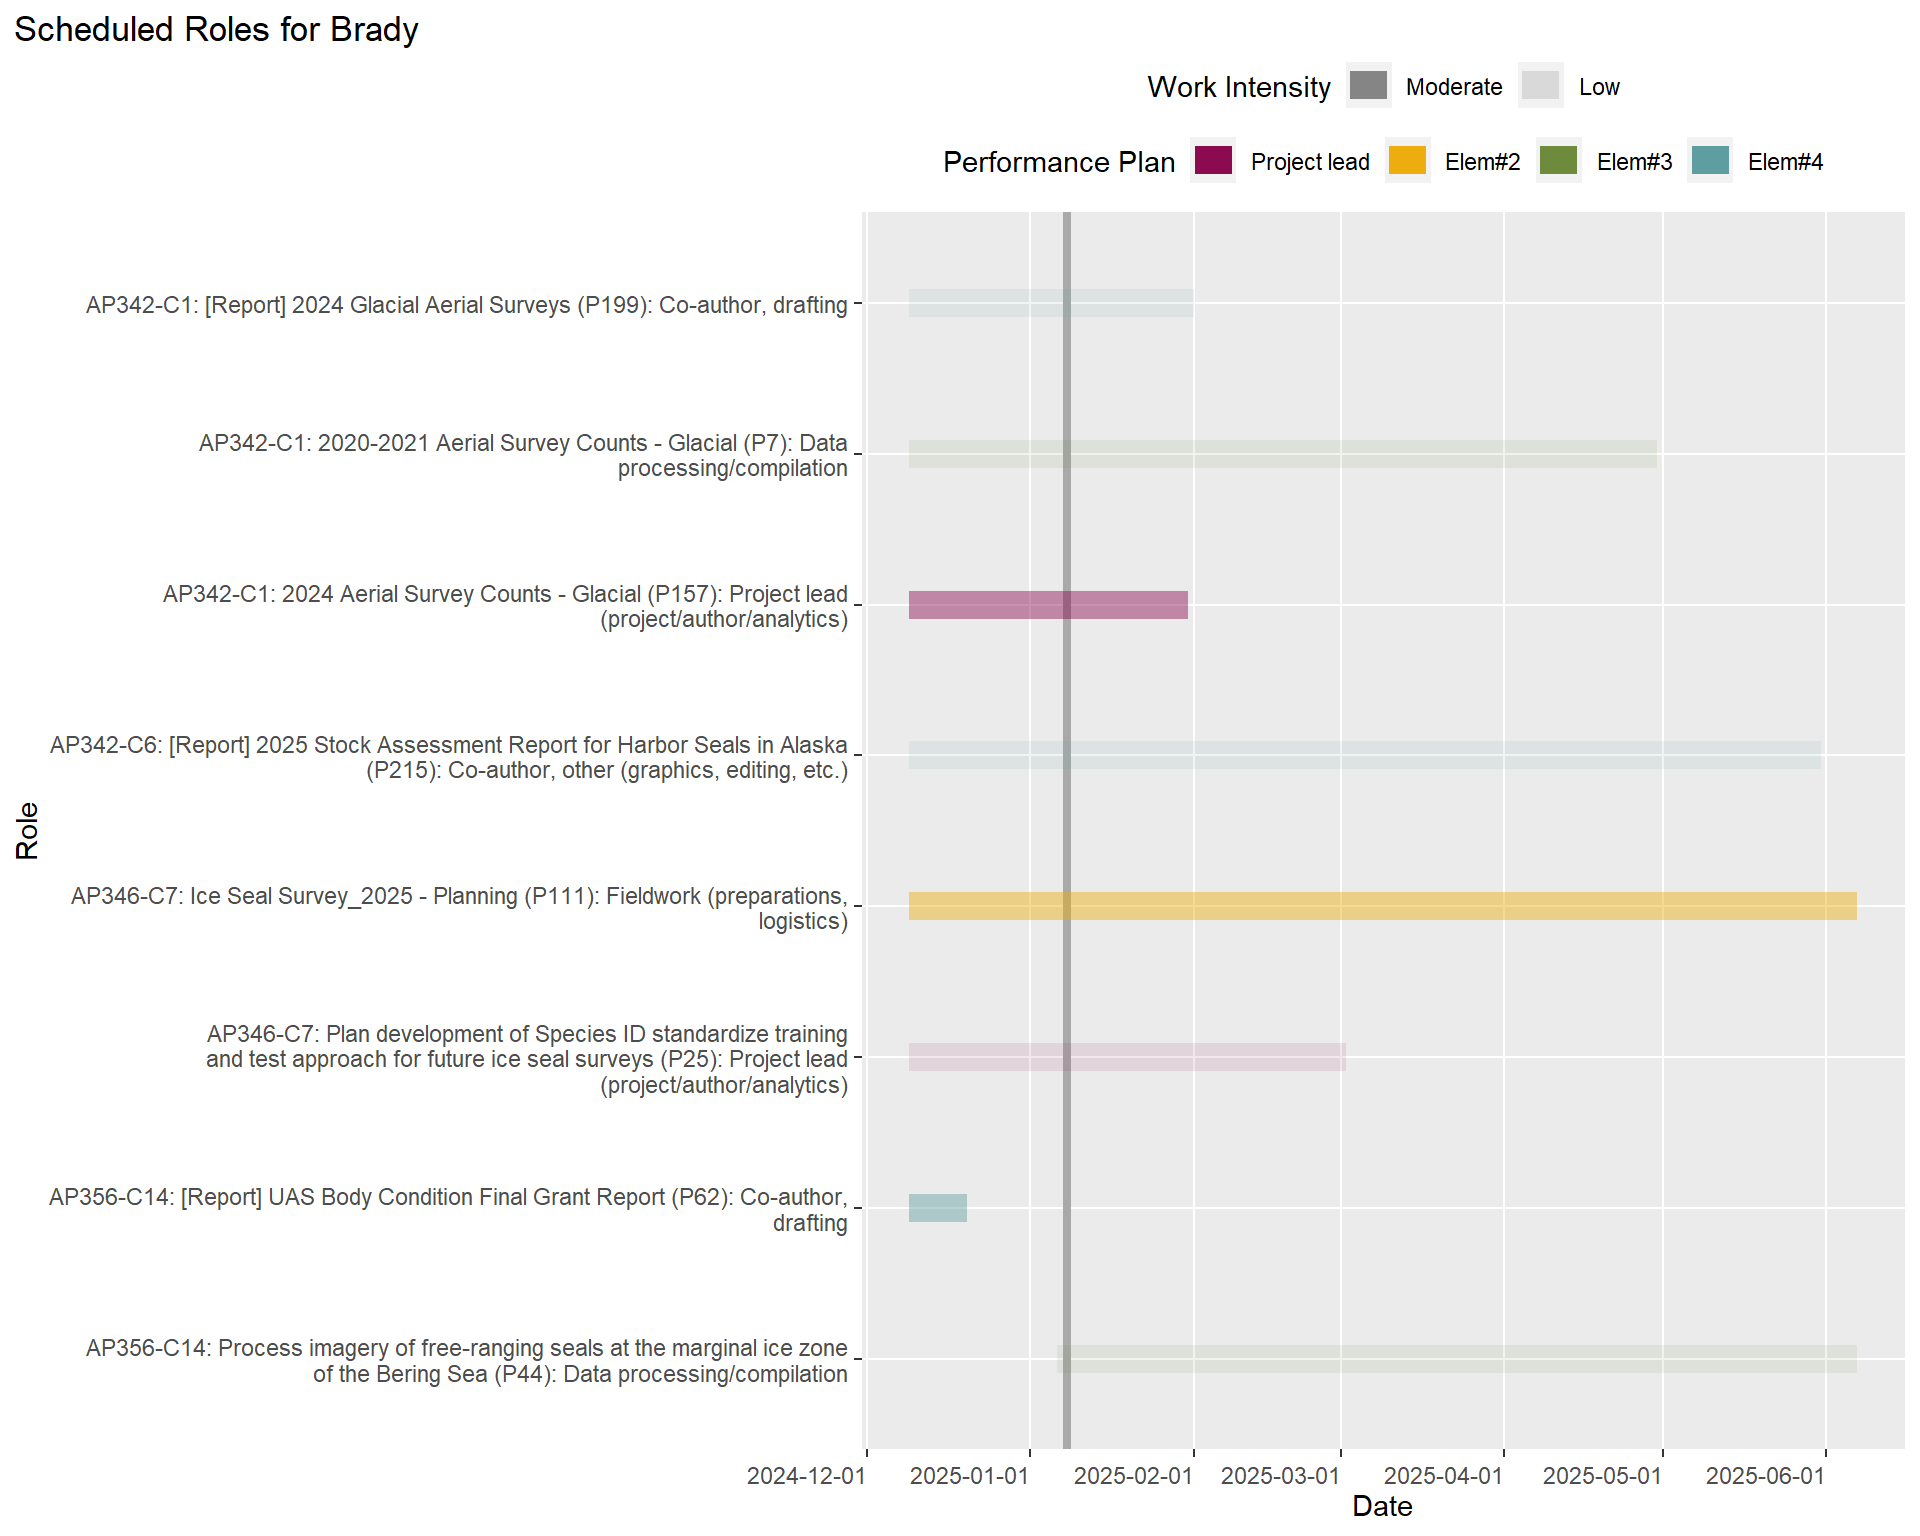 Scheduled Roles for Brady
Work Intensity Moderate Low
Performance Plan Project lead Elem#2 Elem#3 Elem#4
AP342-C1: [Report] 2024 Glacial Aerial Surveys (P199): Co-author, drafting
AP342-C1: 2020-2021 Aerial Survey Counts - Glacial (P7): Data
processing/compilation
AP342-C1: 2024 Aerial Survey Counts - Glacial (P157): Project lead
(project/author/analytics)
AP342-C6: [Report] 2025 Stock Assessment Report for Harbor Seals in Alaska
(P215): Co-author, other (graphics, editing, etc.)
Role
AP346-C7: Ice Seal Survey_2025 - Planning (P111): Fieldwork (preparations,
logistics)
AP346-C7: Plan development of Species ID standardize training
and test approach for future ice seal surveys (P25): Project lead
(project/author/analytics)
AP356-C14: [Report] UAS Body Condition Final Grant Report (P62): Co-author,
drafting
AP356-C14: Process imagery of free-ranging seals at the marginal ice zone
of the Bering Sea (P44): Data processing/compilation
2024-12-01 2025-01-01 2025-02-01 2025-03-01 2025-04-01 2025-05-01 2025-06-01
Date